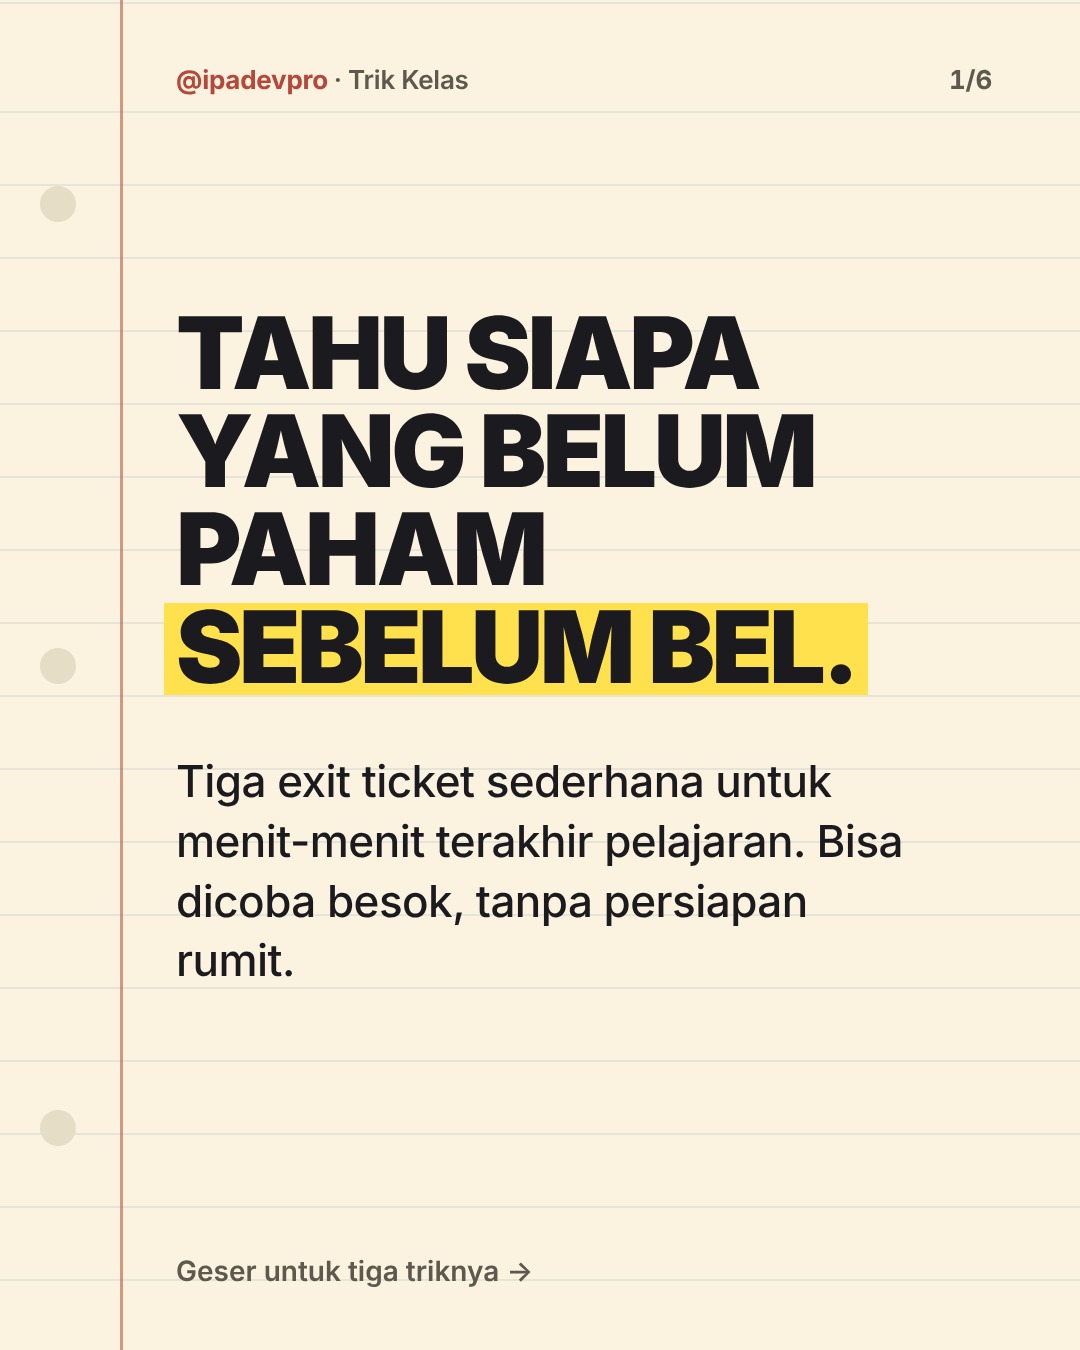 @ipadevpro · Trik Kelas
1/6
TAHU SIAPA
YANG BELUM
PAHAM
SEBELUM BEL.
Tiga exit ticket sederhana untuk
menit-menit terakhir pelajaran. Bisa
dicoba besok, tanpa persiapan
rumit.
Geser untuk tiga triknya →